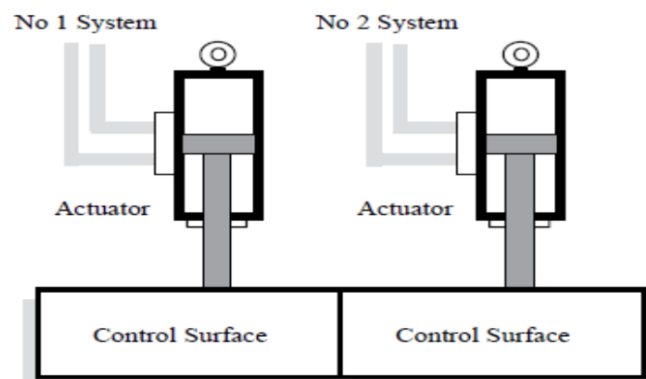 No 1 System
No 2 System
Actuator
Actuator
Control Surface
Control Surface